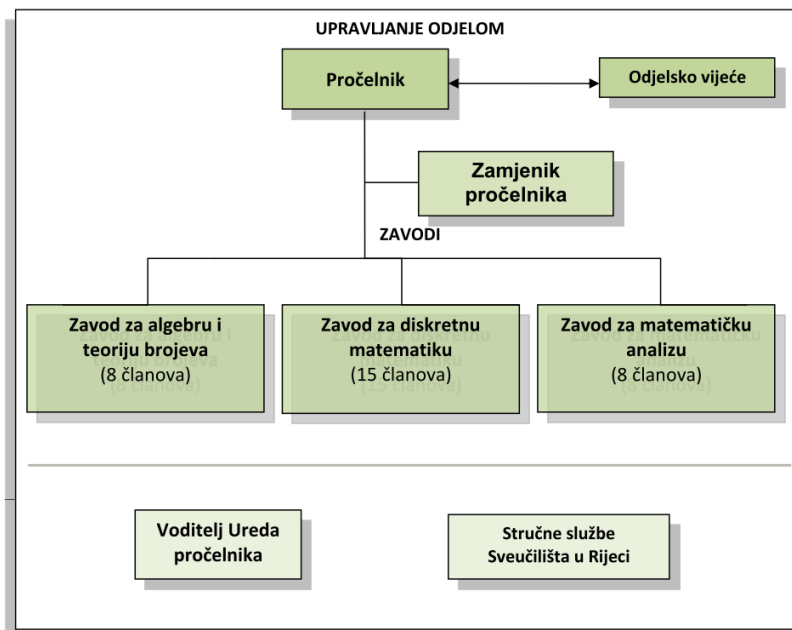 UPRAVLJANJE ODJELOM
Pročelnik
Odjelsko vijeće
Zamjenik
pročelnika
ZAVODI
Zavod za algebru i
teoriju brojeva
(8 članova)
Zavod za diskretnu
matematiku
(15 članova)
Zavod za matematičku
analizu
(8 članova)
Voditelj Ureda
pročelnika
Stručne službe
Sveučilišta u Rijeci